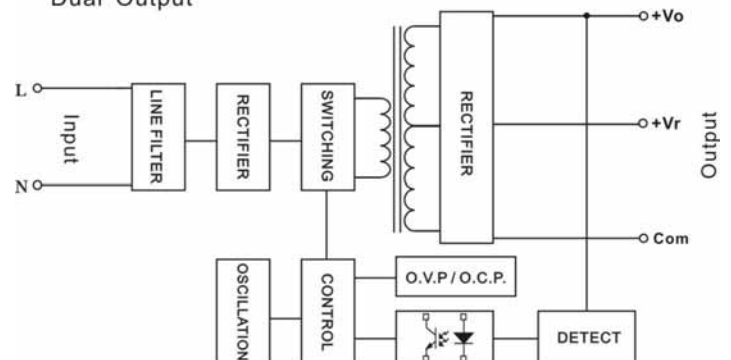 Dual Output
+Vo
L
Input
N
LINE FILTER
RECTIFIER
SWITCHING
RECTIFIER
+Vr
Output
Com
OSCILLATION
CONTROL
O.V.P / O.C.P.
DETECT